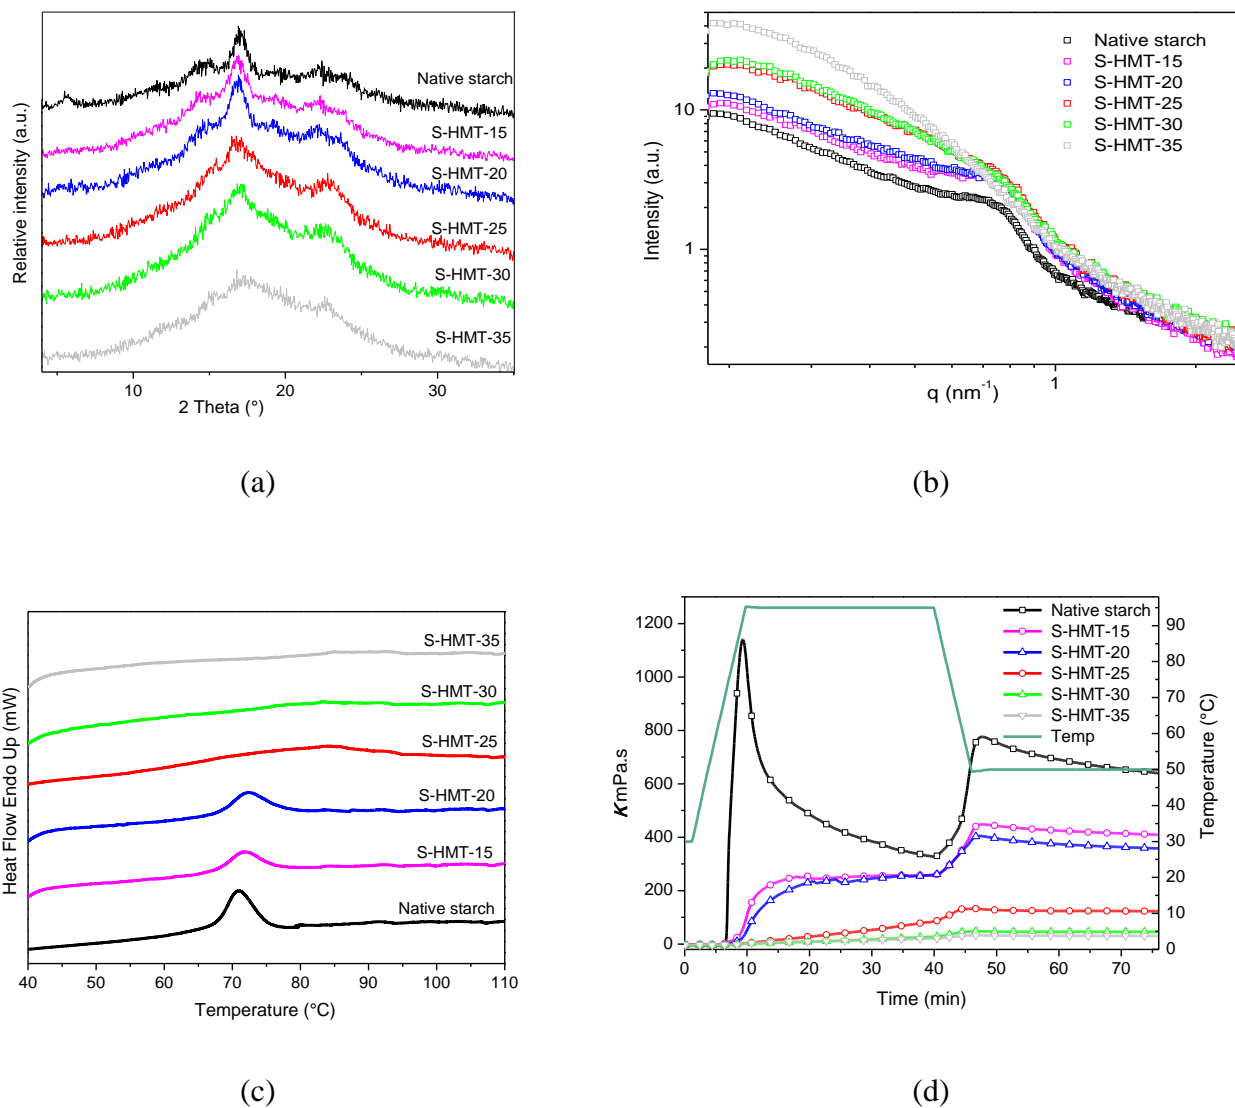 Native starch
S-HMT-15
S-HMT-20
S-HMT-25
S-HMT-30
S-HMT-35
Relative intensity (a.u.)
10 20 30
2 Theta (°)
(a)
Native starch
S-HMT-15
S-HMT-20
S-HMT-25
S-HMT-30
S-HMT-35
10
1
Intensity (a.u.)
1
q (nm-1)
(b)
S-HMT-35
S-HMT-30
S-HMT-25
S-HMT-20
S-HMT-15
Native starch
Heat Flow Endo Up (mW)
40 50 60 70 80 90 100 110
Temperature (°C)
(c)
Native starch
S-HMT-15
S-HMT-20
S-HMT-25
S-HMT-30
S-HMT-35
Temp
1200
1000
800
600
400
200
0
KmPa.s
90
80
70
60
50
40
30
20
10
0
Temperature (°C)
0 10 20 30 40 50 60 70
Time (min)
(d)